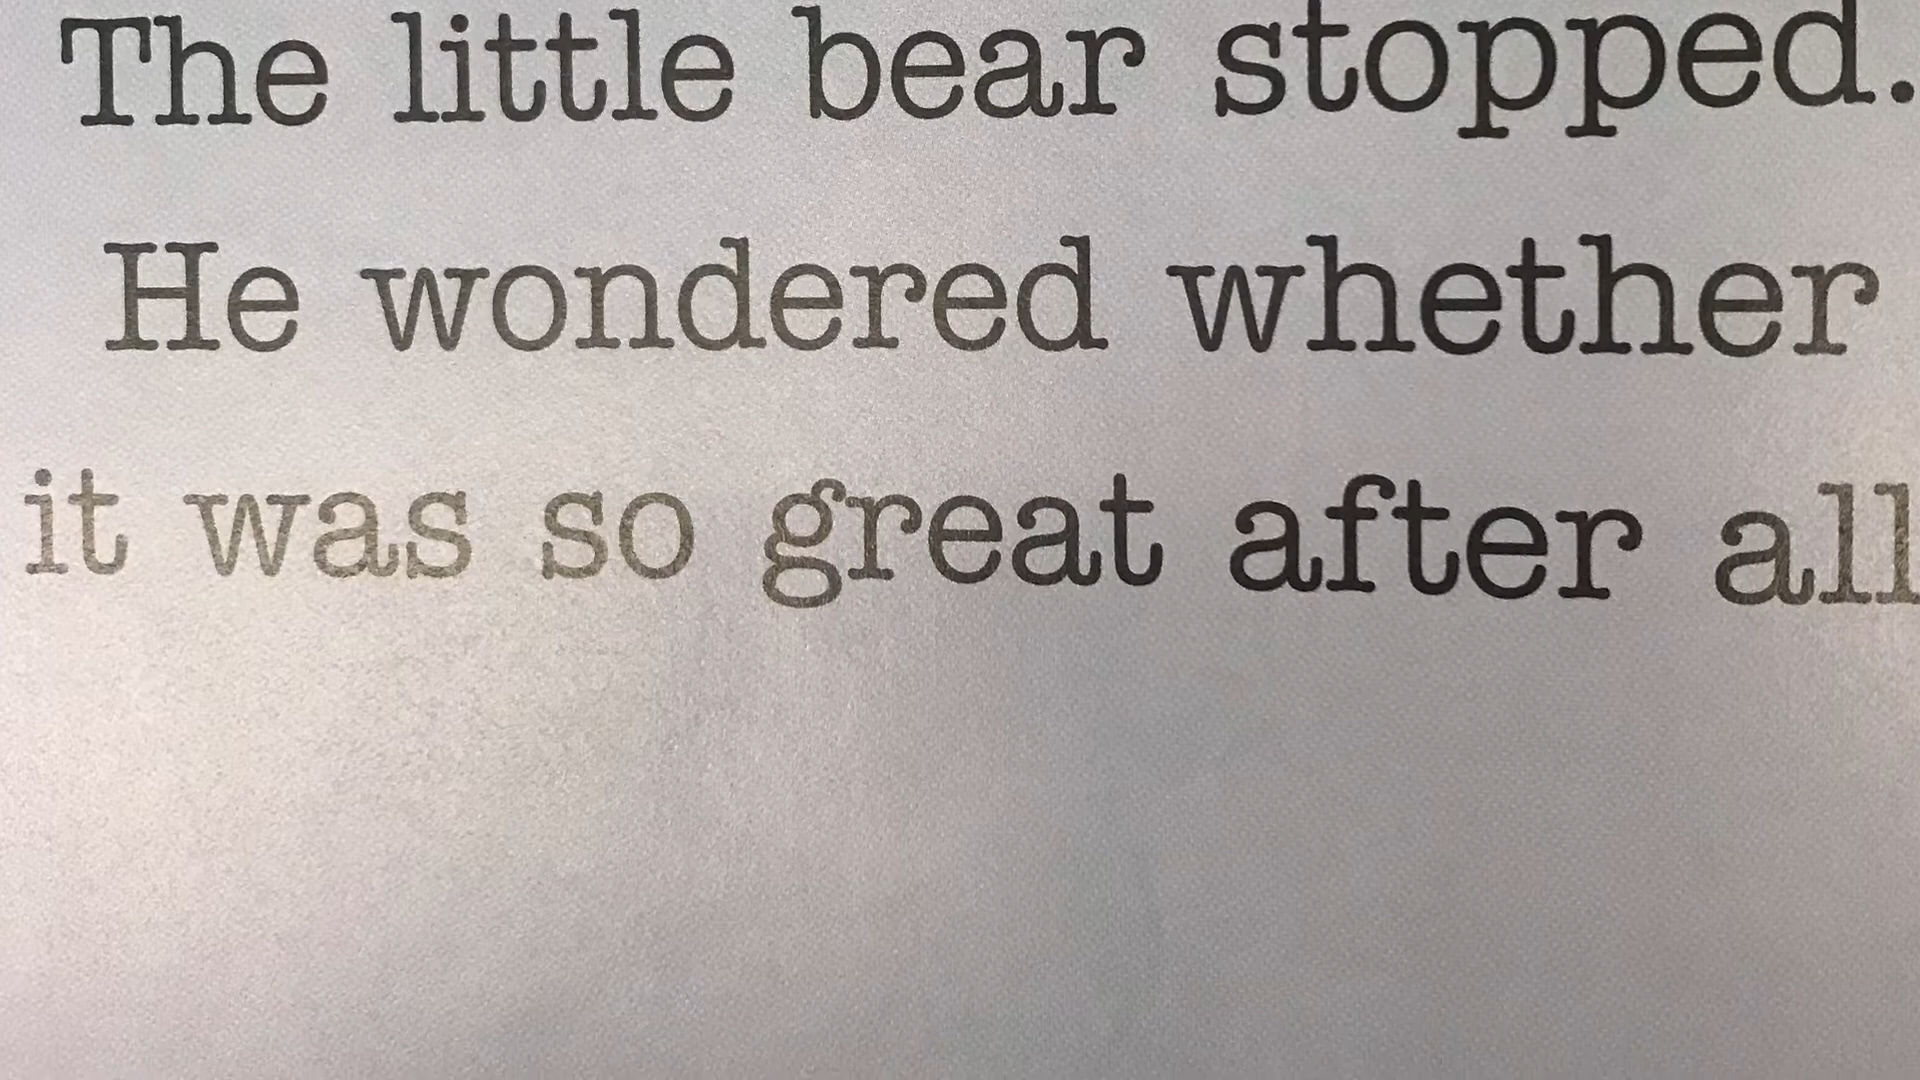 The little bear stopped.
He wondered whether
it was so great after all